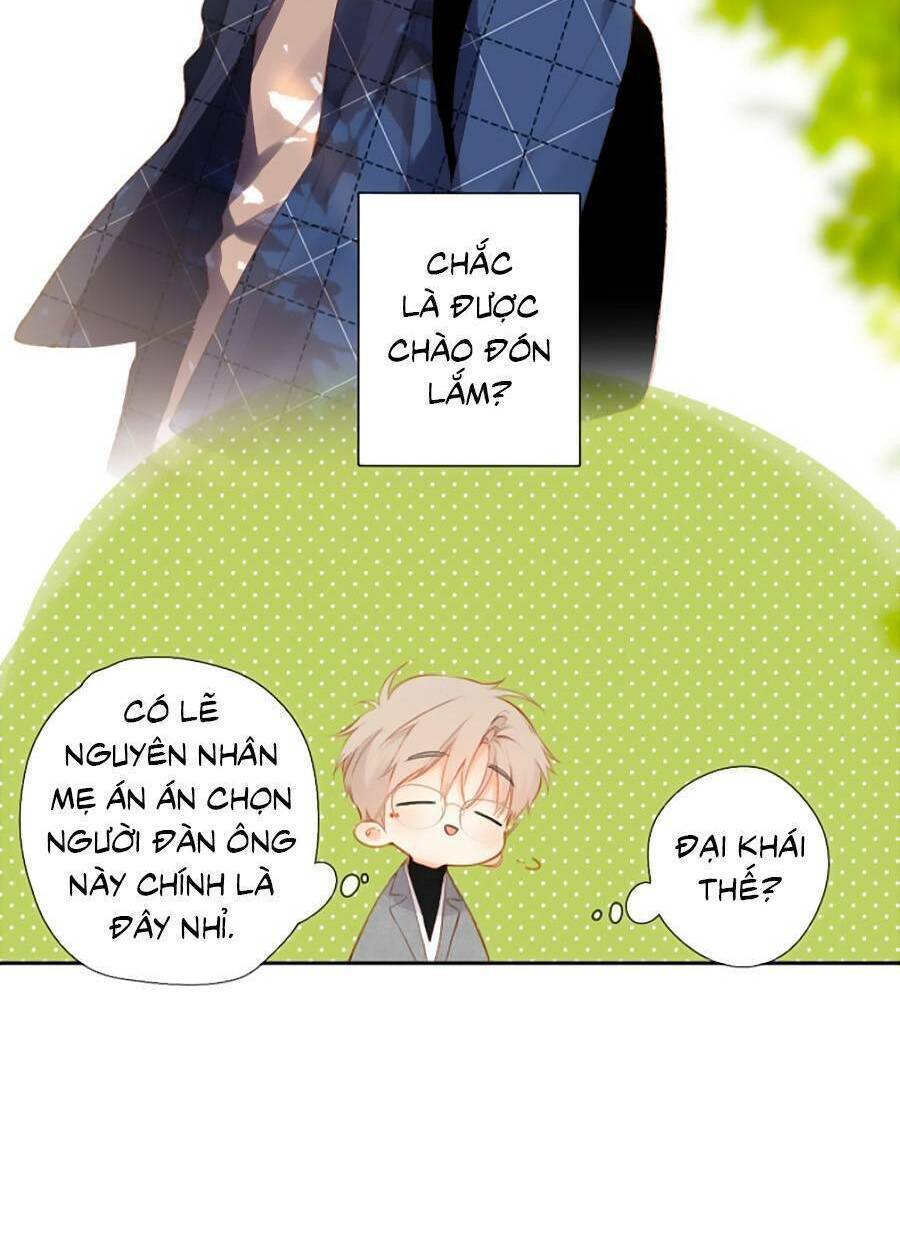 CHẮC
LÀ ĐƯỢC
CHÀO ĐÓN
LẮM?
CÓ LẼ
NGUYÊN NHÂN
MẸ ÁN ÁN CHỌN
NGƯỜI ĐÀN ÔNG
NÀY CHÍNH LÀ
ĐÂY NHỈ.
ĐẠI KHÁI
THẾ?